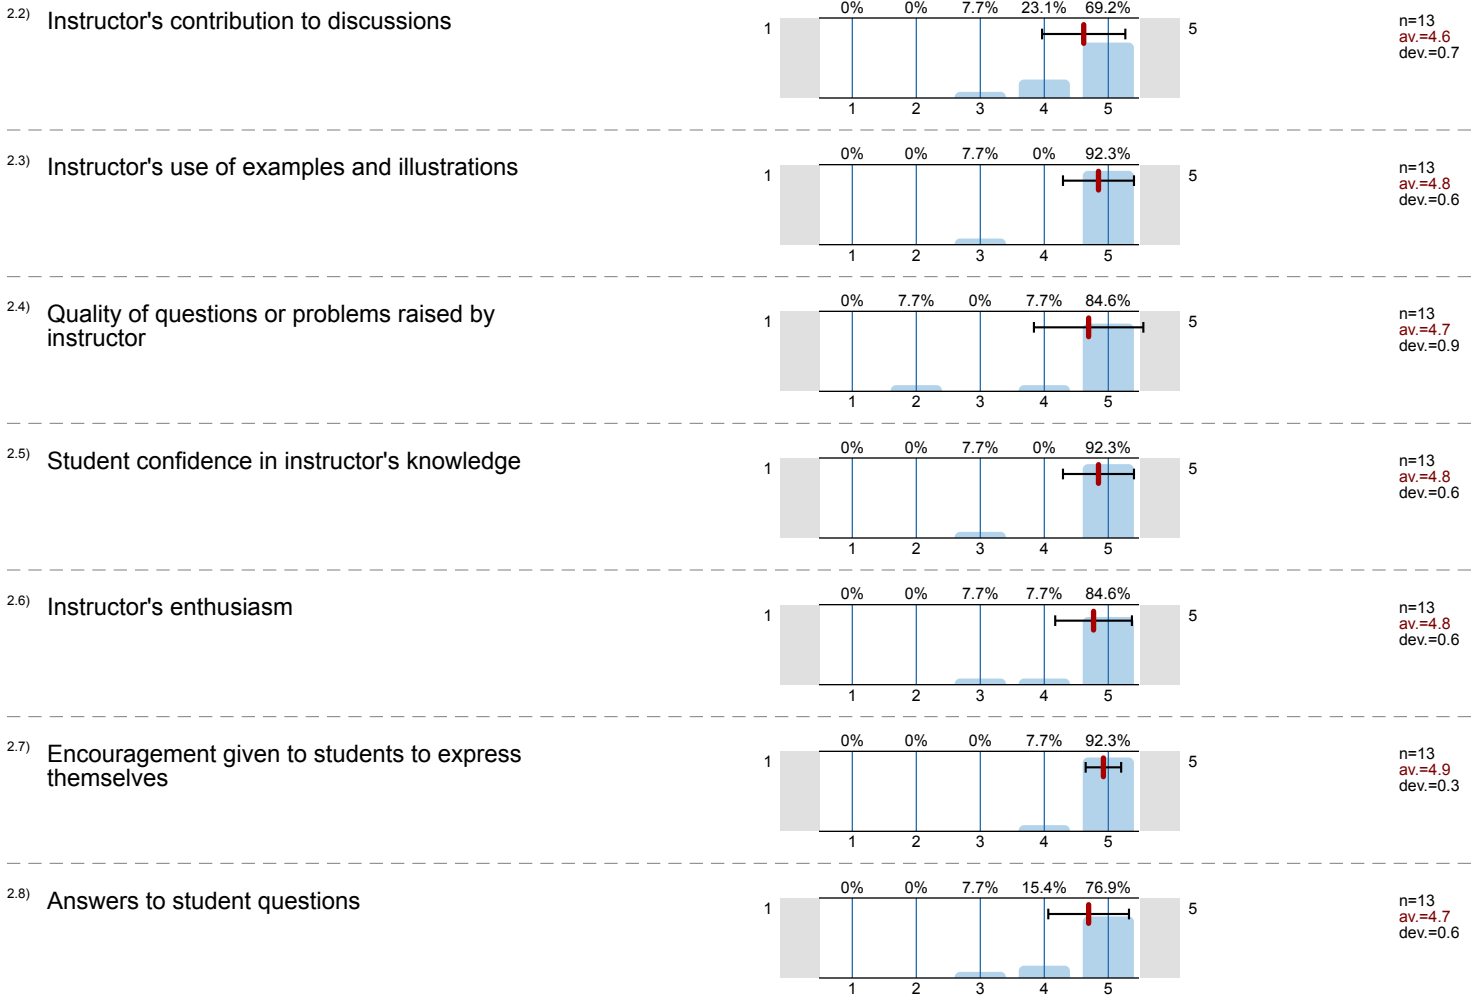 2.2) Instructor's contribution to discussions
0% 0% 7.7% 23.1% 69.2%
1 5
1 2 3 4 5
n=13
av.=4.6
dev.=0.7
2.3) Instructor's use of examples and illustrations
0% 0% 7.7% 0% 92.3%
1 5
1 2 3 4 5
n=13
av.=4.8
dev.=0.6
2.4) Quality of questions or problems raised by
instructor
0% 7.7% 0% 7.7% 84.6%
1 5
1 2 3 4 5
n=13
av.=4.7
dev.=0.9
2.5) Student confidence in instructor's knowledge
0% 0% 7.7% 0% 92.3%
1 5
1 2 3 4 5
n=13
av.=4.8
dev.=0.6
2.6) Instructor's enthusiasm
0% 0% 7.7% 7.7% 84.6%
1 5
1 2 3 4 5
n=13
av.=4.8
dev.=0.6
2.7) Encouragement given to students to express
themselves
0% 0% 0% 7.7% 92.3%
1 5
1 2 3 4 5
n=13
av.=4.9
dev.=0.3
2.8) Answers to student questions
0% 0% 7.7% 15.4% 76.9%
1 5
1 2 3 4 5
n=13
av.=4.7
dev.=0.6